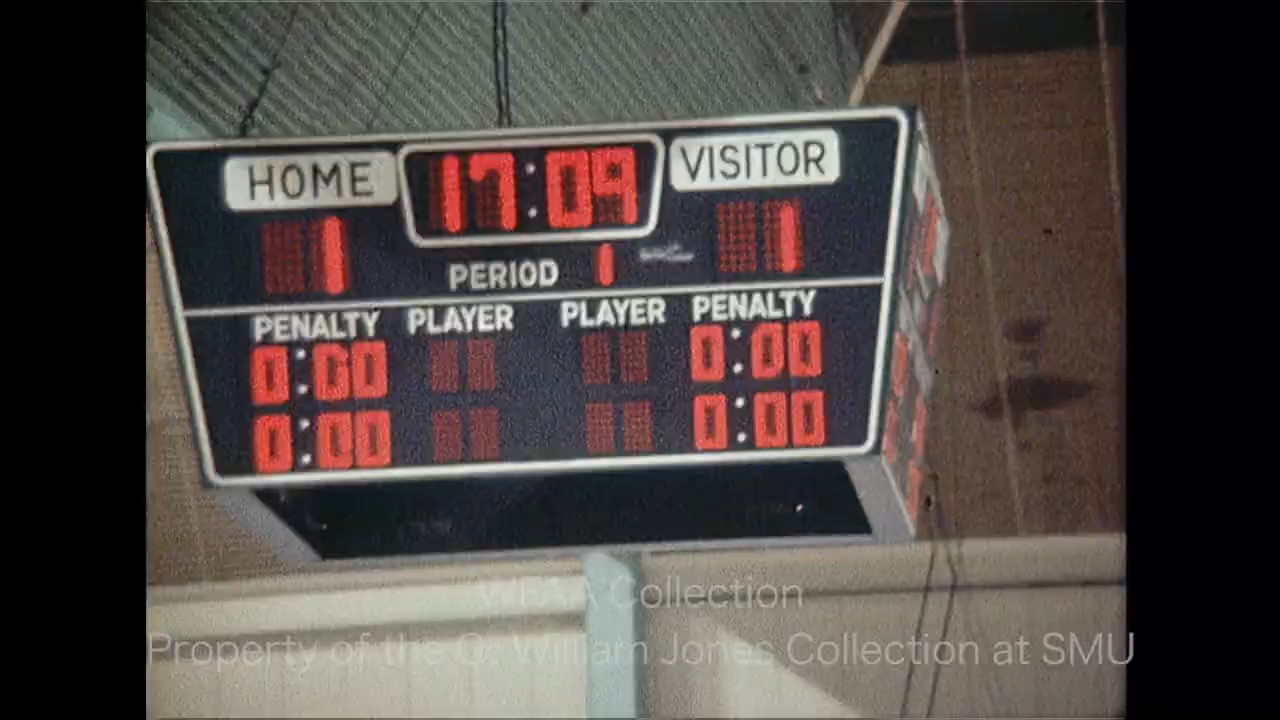 HOME 17:09 VISITOR
1 1
PERIOD 1
PENALTY PLAYER PLAYER PENALTY
0:00 0:00
0:00 0:00
WFAA Collection
Property of the G. William Jones Collection at SMU